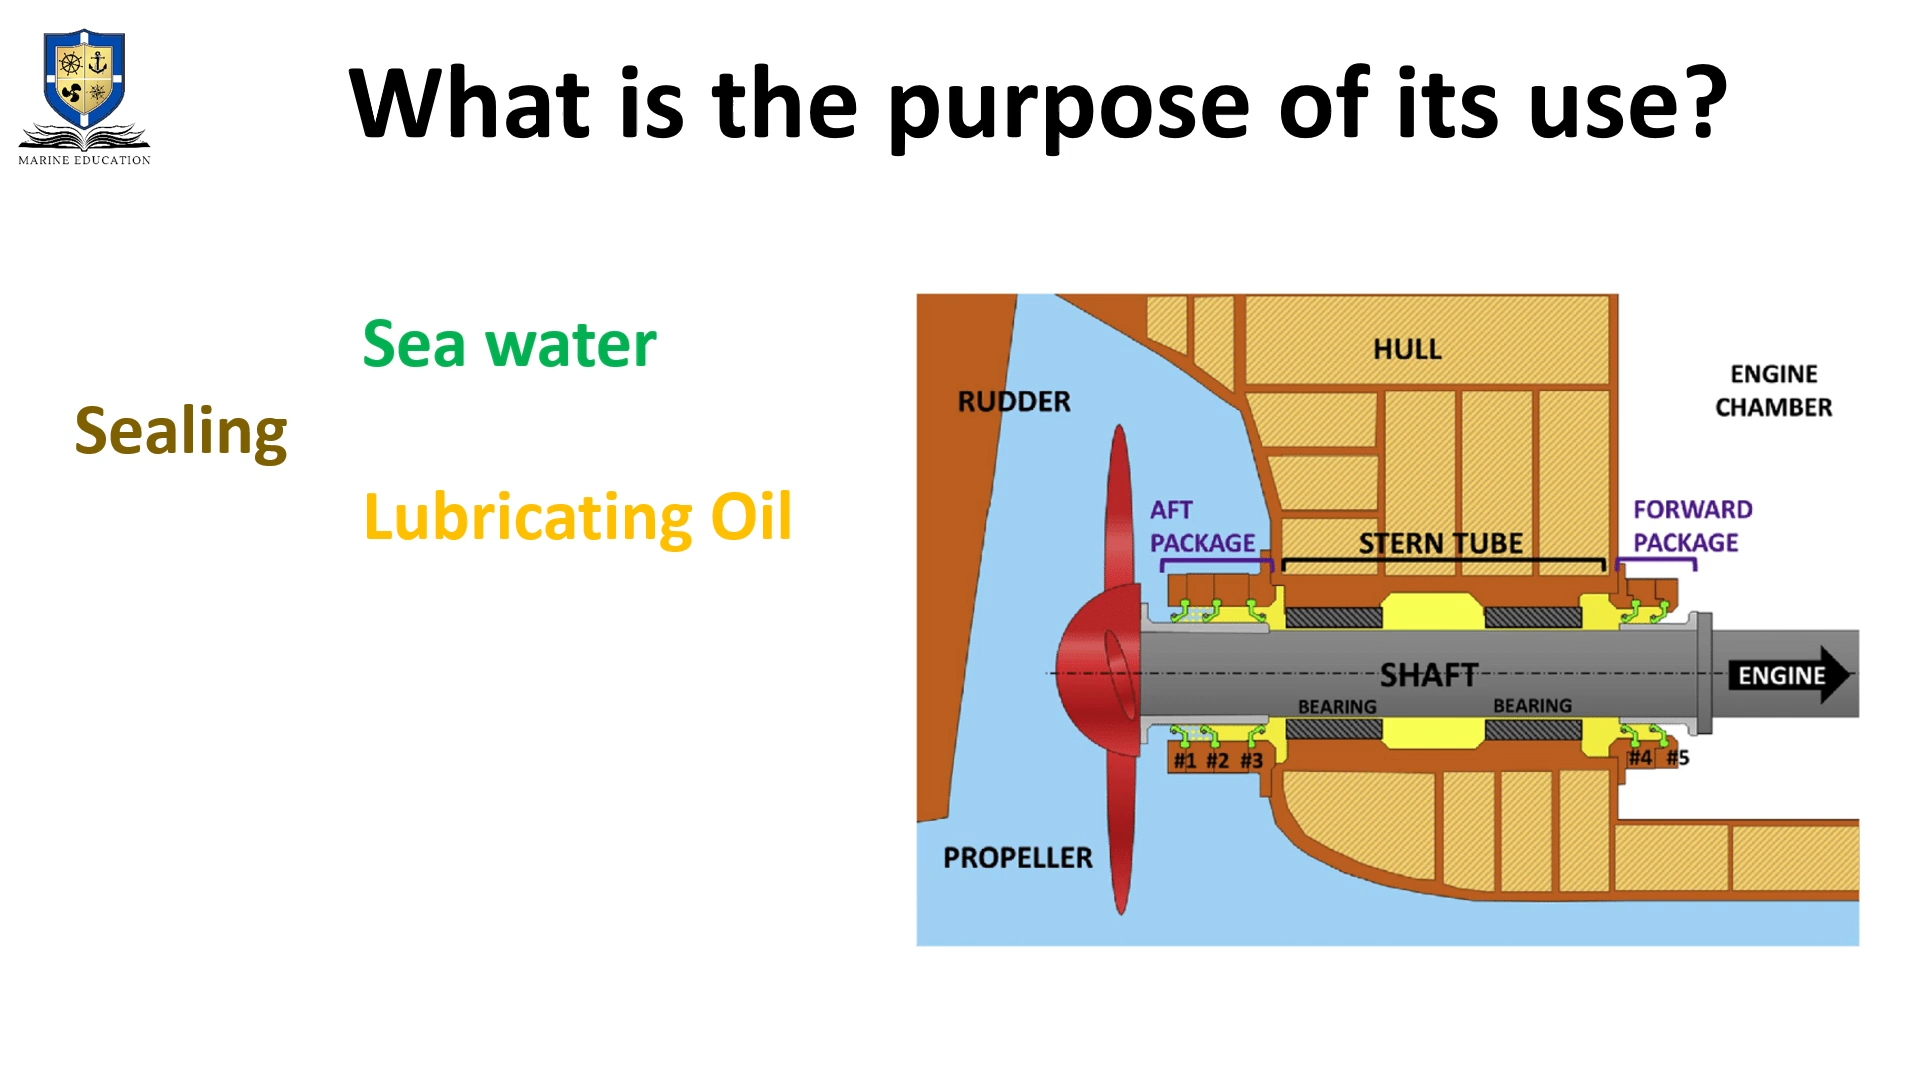 MARINE EDUCATION
What is the purpose of its use?
Sea water
Sealing
Lubricating Oil
HULL
ENGINE
CHAMBER
RUDDER
AFT
PACKAGE
STERN TUBE
FORWARD
PACKAGE
SHAFT
ENGINE
BEARING
BEARING
#1 #2 #3
#4 #5
PROPELLER